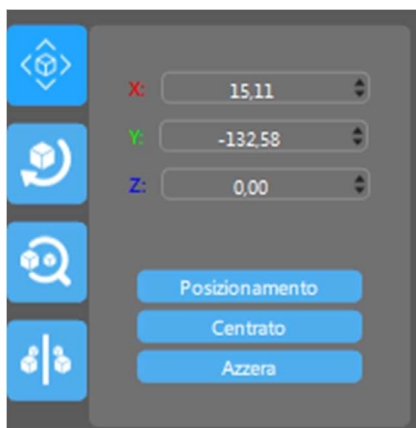 X: 15,11
Y: -132,58
Z: 0,00
Posizionamento
Centrato
Azzera